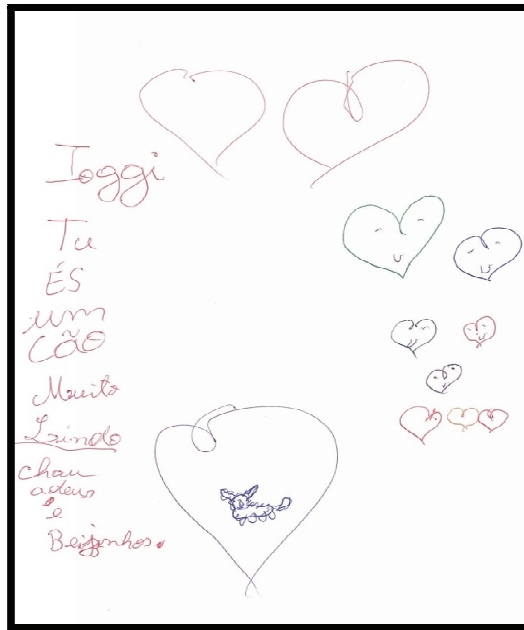 Ioggi
Tu
ÉS
um
Cão
Muito
Lindo
chau
adeus
e
Beijinhos.